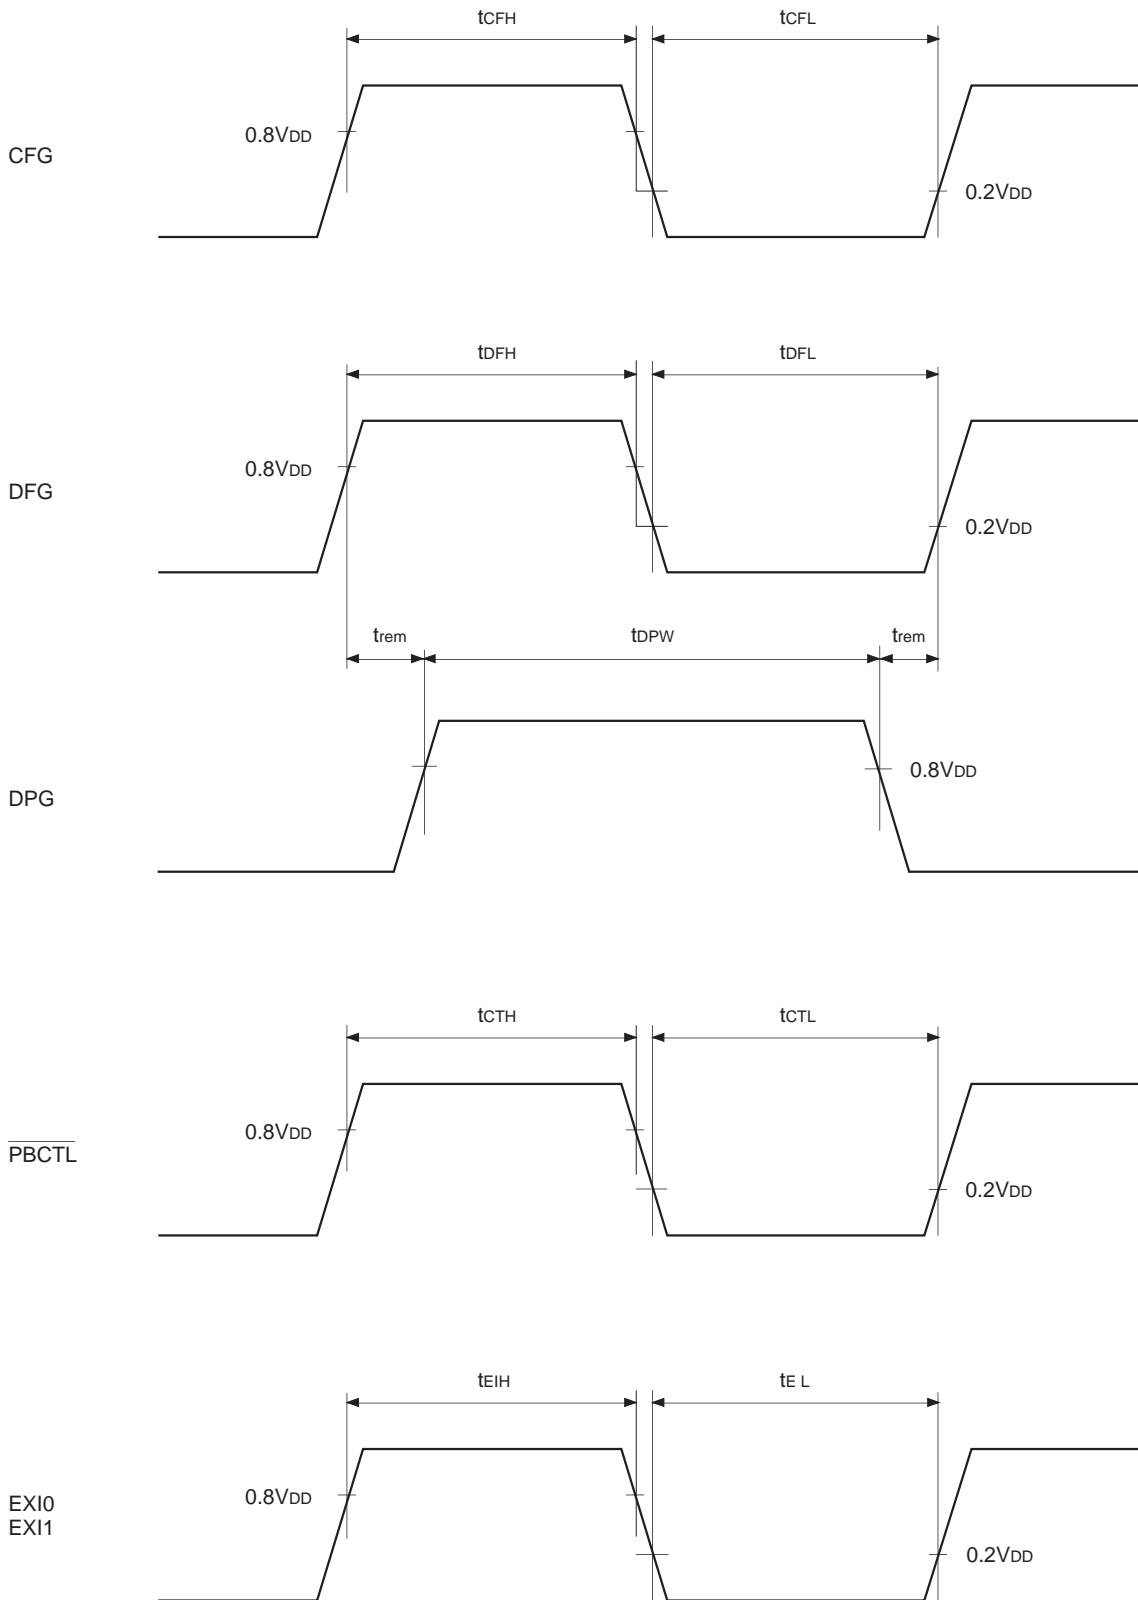 tCFH tCFL
0.8VDD
CFG
0.2VDD
tDFH tDFL
0.8VDD
DFG
0.2VDD
trem tDPW trem
0.8VDD
DPG
tCTH tCTL
0.8VDD
PBCTL
0.2VDD
tEIH tE L
0.8VDD
EXI0
EXI1
0.2VDD